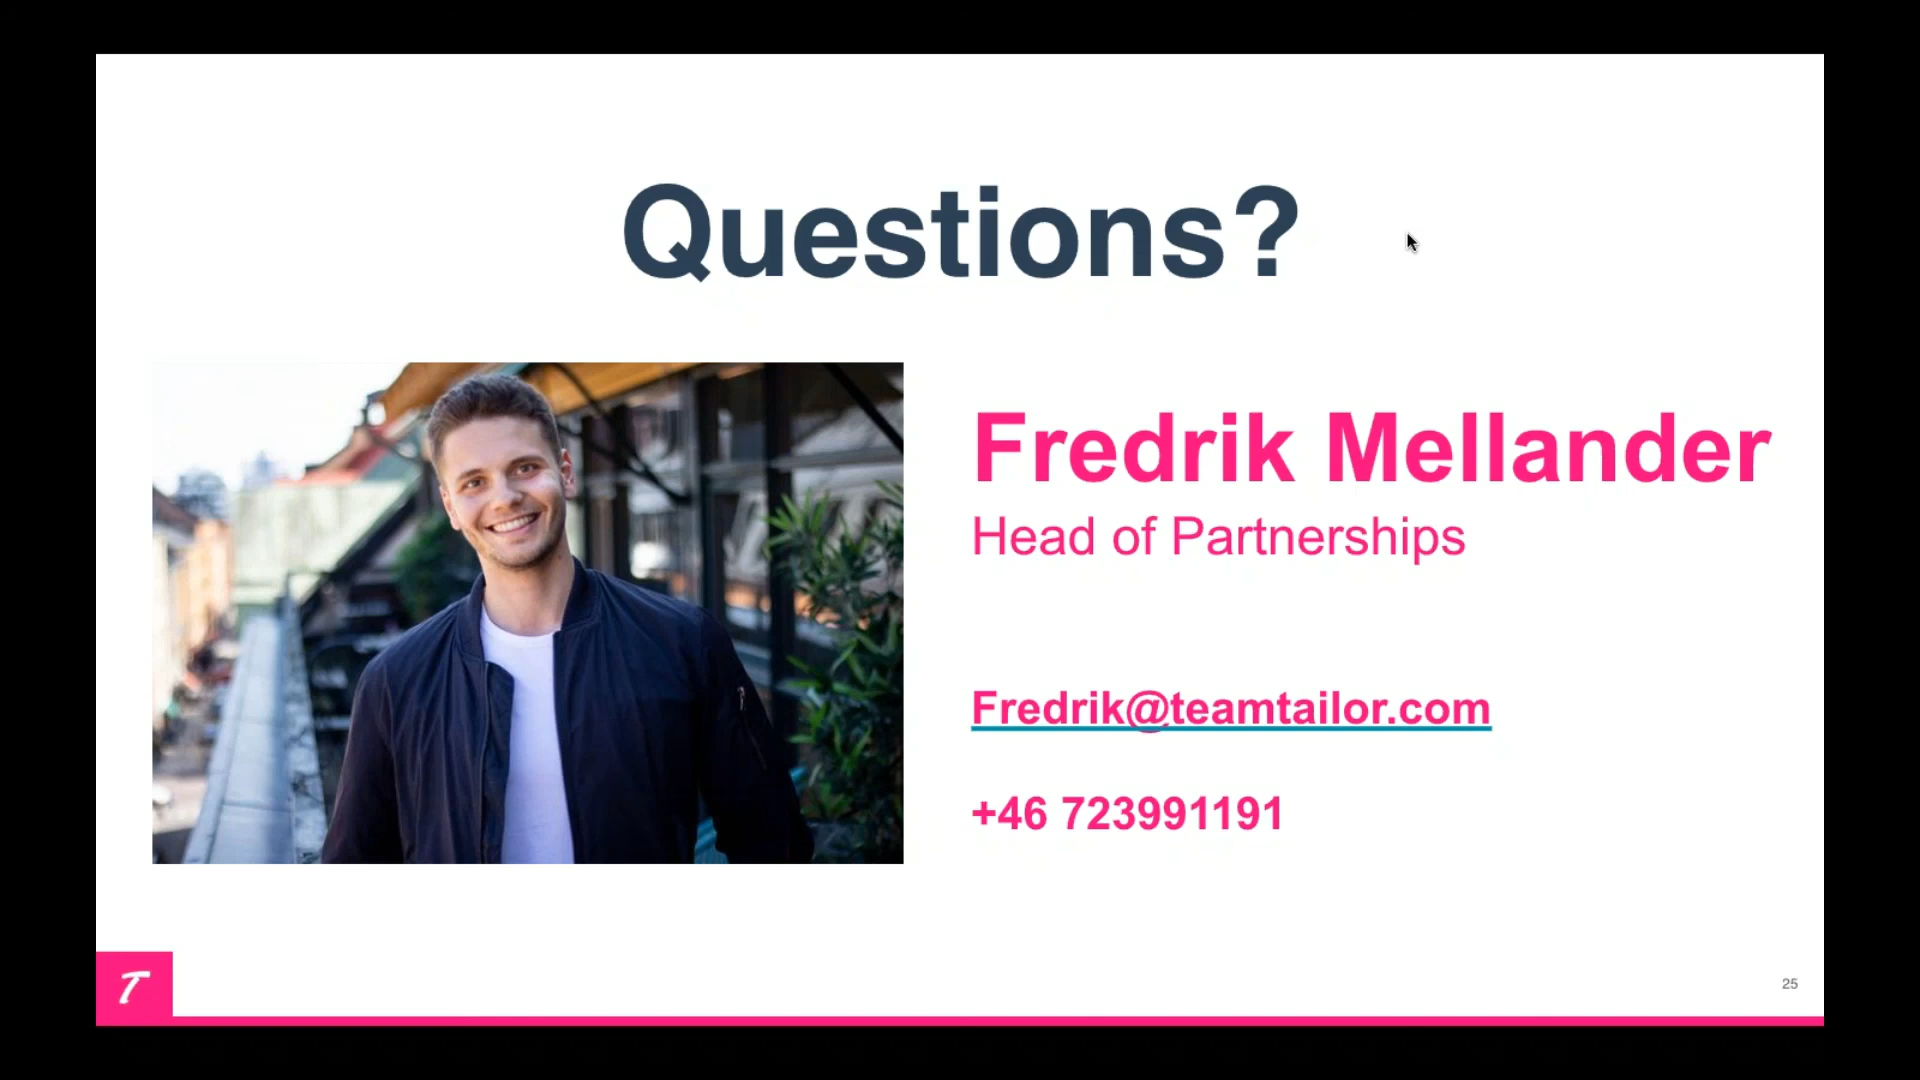 Questions?
Fredrik Mellander
Head of Partnerships
Fredrik@teamtailor.com
+46 723991191
T
25